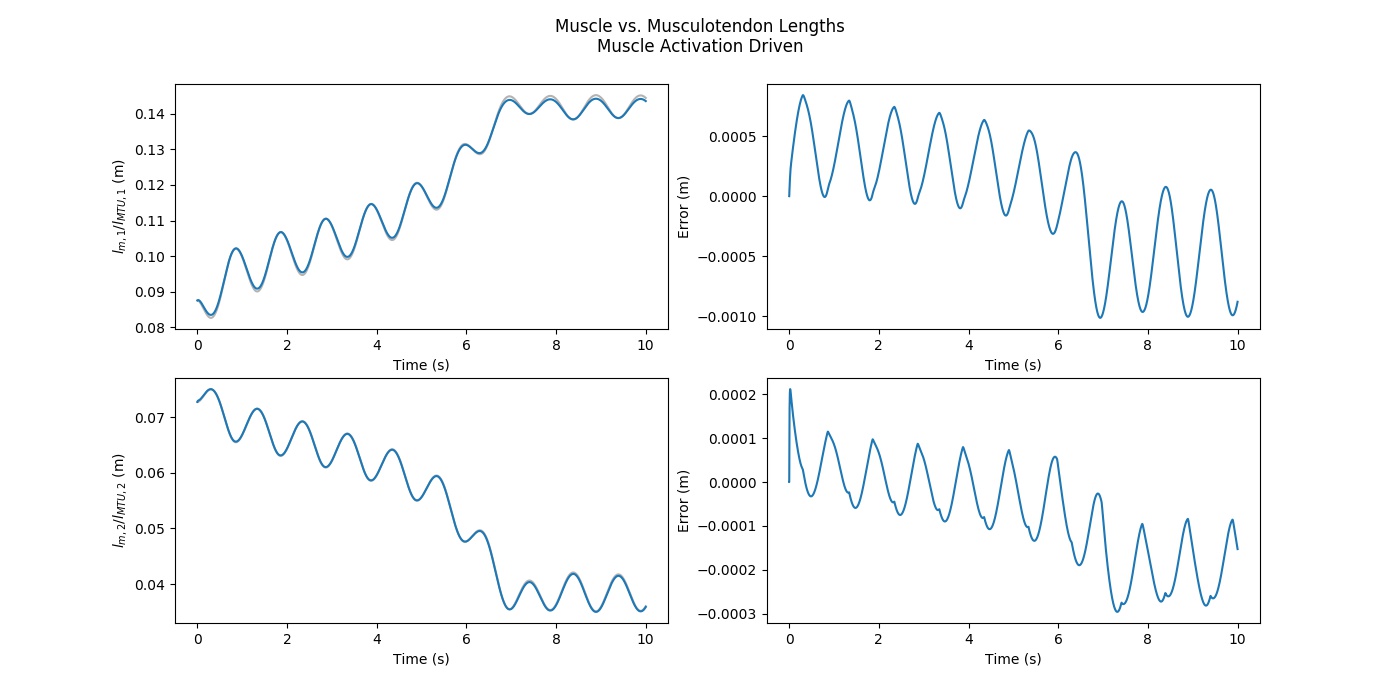 Muscle vs. Musculotendon Lengths
Muscle Activation Driven
l_{m,1}/l_{MTU,1} (m)
0.14
0.13
0.12
0.11
0.10
0.09
0.08
0 2 4 6 8 10
Time (s)
Error (m)
0.0005
0.0000
−0.0005
−0.0010
0 2 4 6 8 10
Time (s)
l_{m,2}/l_{MTU,2} (m)
0.07
0.06
0.05
0.04
0 2 4 6 8 10
Time (s)
Error (m)
0.0002
0.0001
0.0000
−0.0001
−0.0002
−0.0003
0 2 4 6 8 10
Time (s)